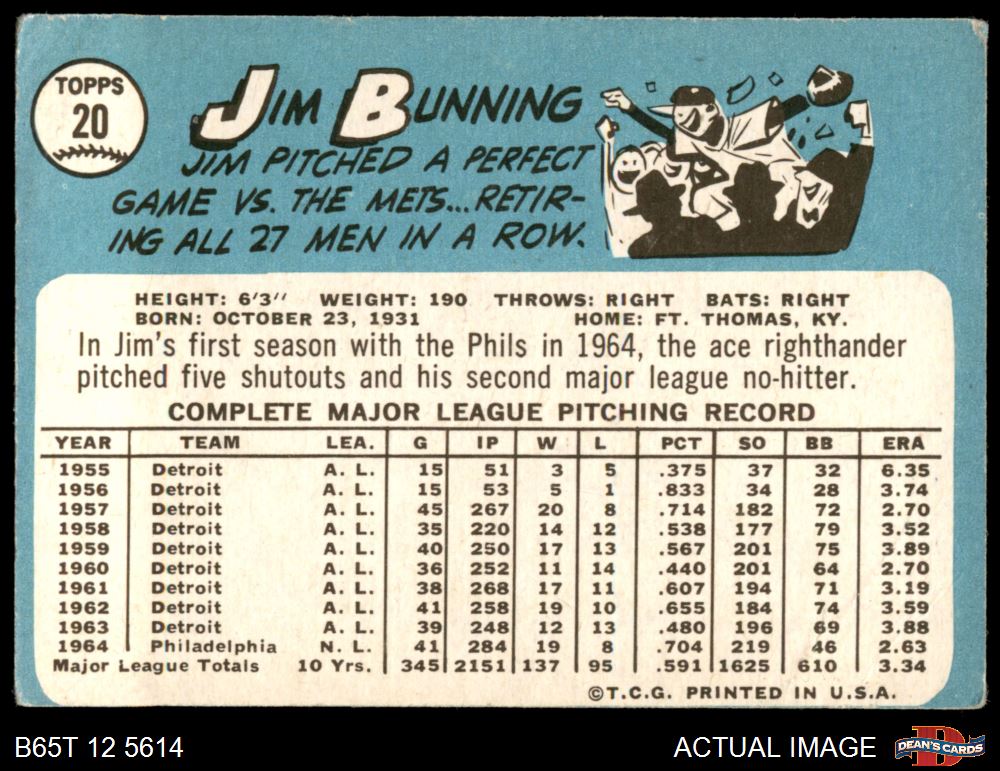 TOPPS
20
JIM BUNNING
JIM PITCHED A PERFECT
GAME VS. THE METS...RETIR-
ING ALL 27 MEN IN A ROW.
HEIGHT: 6'3" WEIGHT: 190 THROWS: RIGHT BATS: RIGHT
BORN: OCTOBER 23, 1931 HOME: FT. THOMAS, KY.
In Jim's first season with the Phils in 1964, the ace righthander
pitched five shutouts and his second major league no-hitter.
COMPLETE MAJOR LEAGUE PITCHING RECORD
YEAR TEAM LEA. G IP W L PCT SO BB ERA
1955 Detroit A. L. 15 51 3 5 .375 37 32 6.35
1956 Detroit A. L. 15 53 5 1 .833 34 28 3.74
1957 Detroit A. L. 45 267 20 8 .714 182 72 2.70
1958 Detroit A. L. 35 220 14 12 .538 177 79 3.52
1959 Detroit A. L. 40 250 17 13 .567 201 75 3.89
1960 Detroit A. L. 36 252 11 14 .440 201 64 2.70
1961 Detroit A. L. 38 268 17 11 .607 194 71 3.19
1962 Detroit A. L. 41 258 19 10 .655 184 74 3.59
1963 Detroit A. L. 39 248 12 13 .480 196 69 3.88
1964 Philadelphia N. L. 41 284 19 8 .704 219 46 2.63
Major League Totals 10 Yrs. 345 2151 137 95 .591 1625 610 3.34
©T.C.G. PRINTED IN U.S.A.
B65T 12 5614
ACTUAL IMAGE
D
DEAN'S CARDS